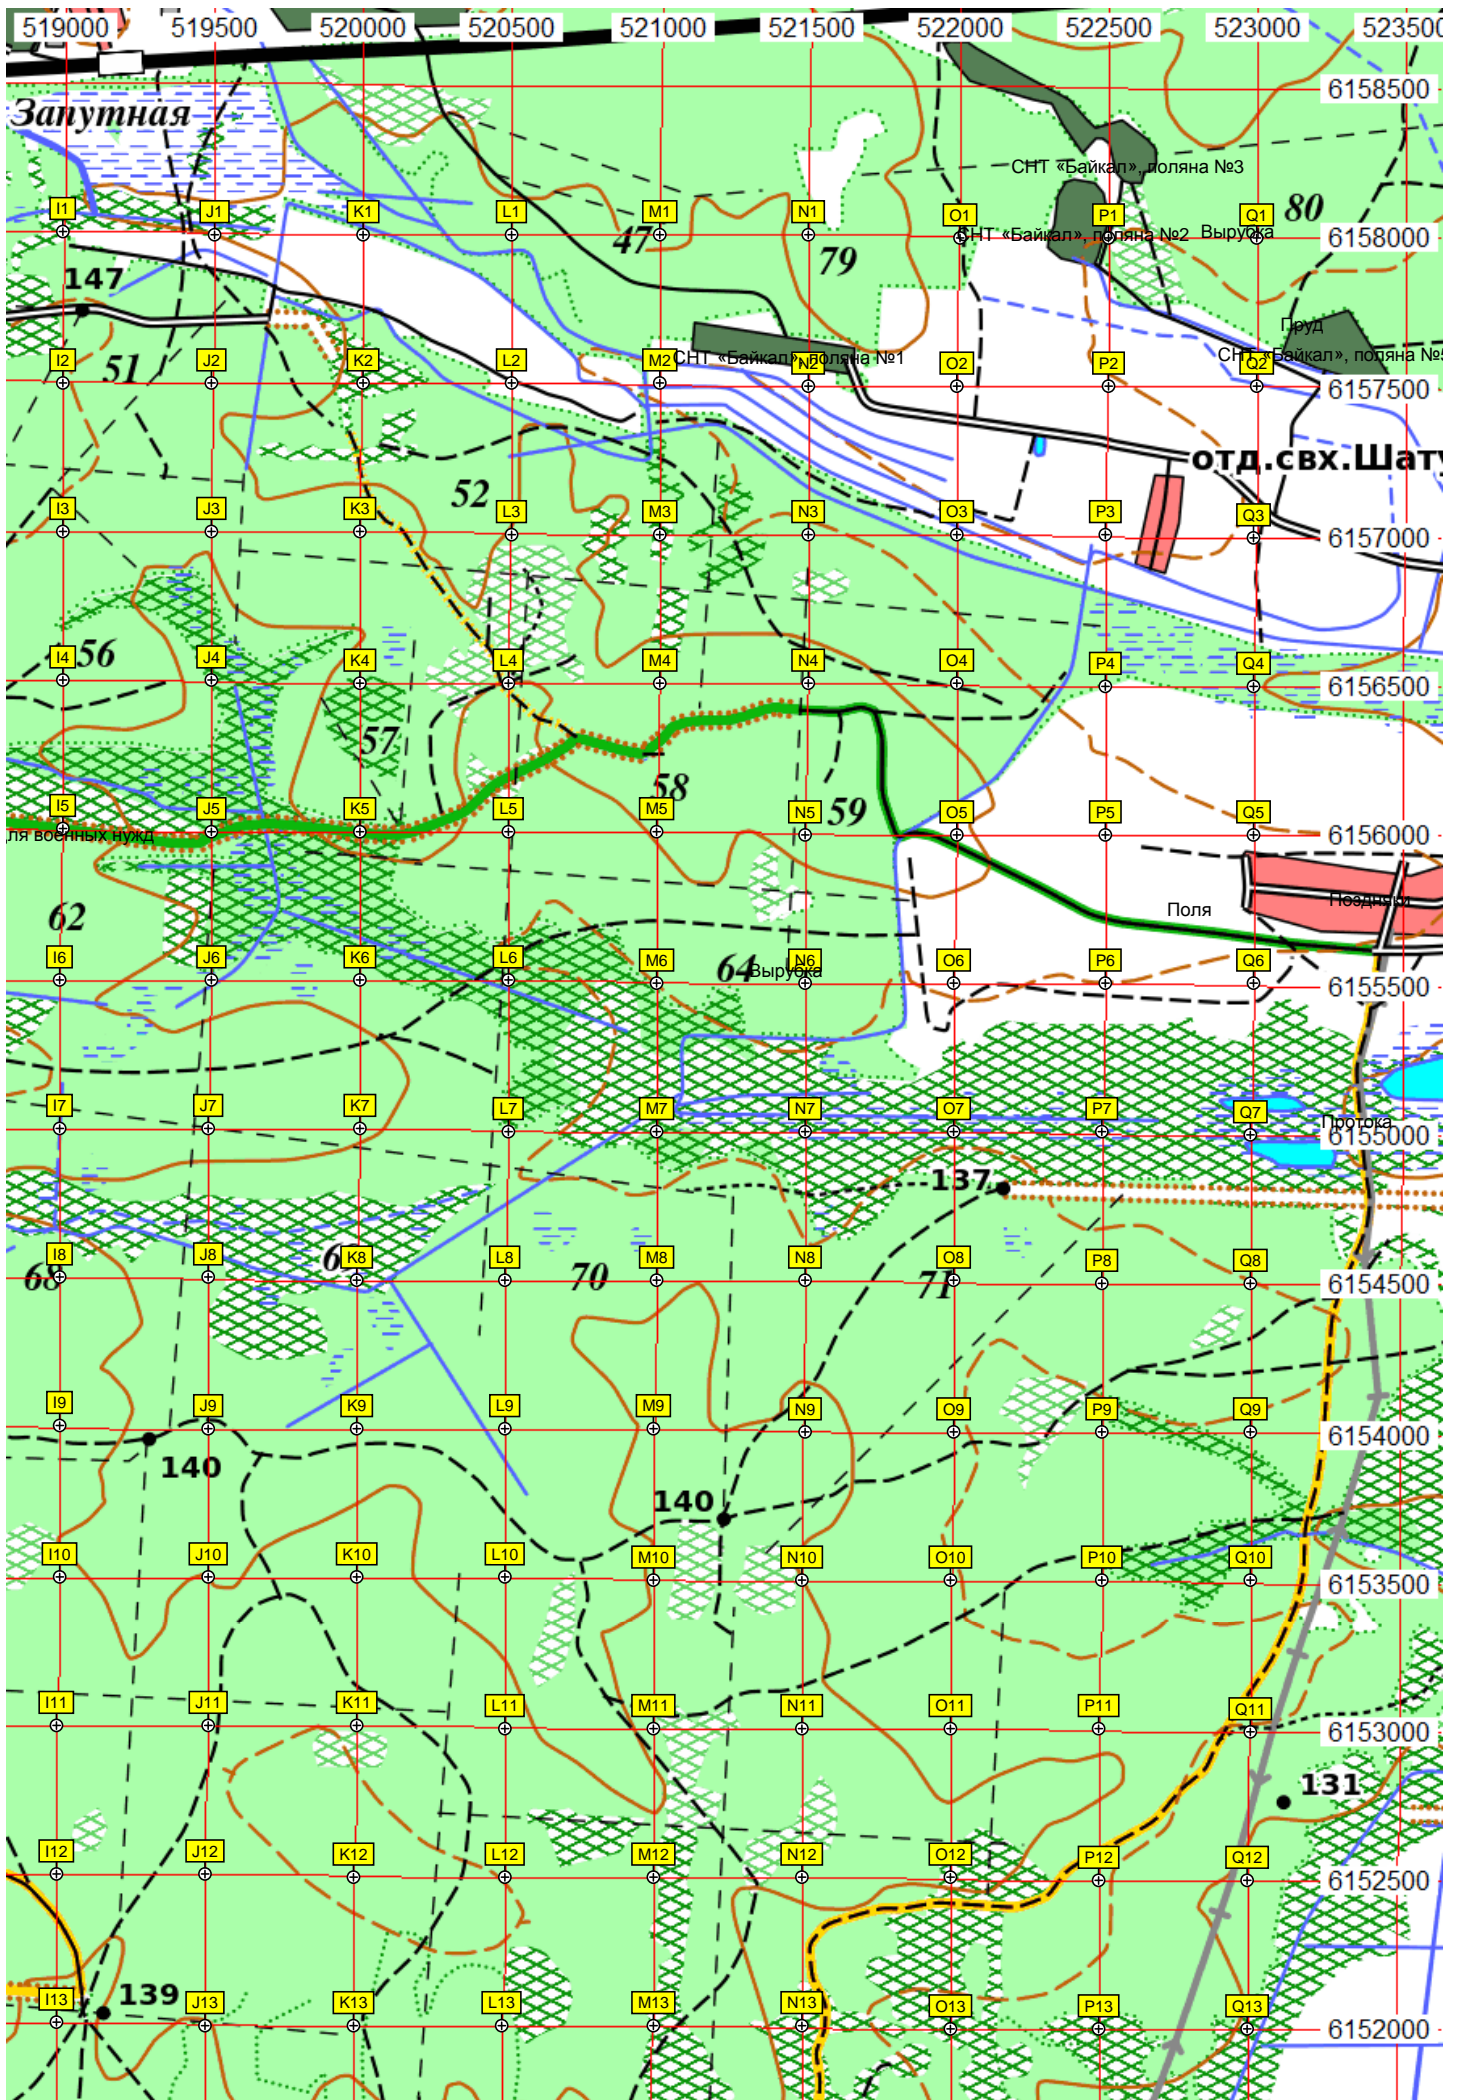 519000 519500 520000 520500 521000 521500 522000 522500 523000 523500
6158500
Запутная
СНТ «Байкал», поляна №3
I1 J1 K1 L1 M1 N1 O1 P1 Q1 80
47 79
СНТ «Байкал», поляна №2 Вырубка
6158000
147
Пруд
СНТ «Байкал», поляна №1
СНТ «Байкал», поляна №5
I2 J2 K2 L2 M2 N2 O2 P2 Q2
51
6157500
отд.свх.Шату
52
I3 J3 K3 L3 M3 N3 O3 P3 Q3
6157000
56
I4 J4 K4 L4 M4 N4 O4 P4 Q4
6156500
57
58
59
I5 J5 K5 L5 M5 N5 O5 P5 Q5
ля военных нужд
6156000
Поздняки
Поля
62
I6 J6 K6 L6 M6 N6 O6 P6 Q6
64 Вырубка
6155500
I7 J7 K7 L7 M7 N7 O7 P7 Q7
Протока
6155000
137
I8 J8 K8 L8 M8 N8 O8 P8 Q8
68 70 71
6154500
I9 J9 K9 L9 M9 N9 O9 P9 Q9
6154000
140
140
I10 J10 K10 L10 M10 N10 O10 P10 Q10
6153500
I11 J11 K11 L11 M11 N11 O11 P11 Q11
6153000
131
I12 J12 K12 L12 M12 N12 O12 P12 Q12
6152500
139
I13 J13 K13 L13 M13 N13 O13 P13 Q13
6152000